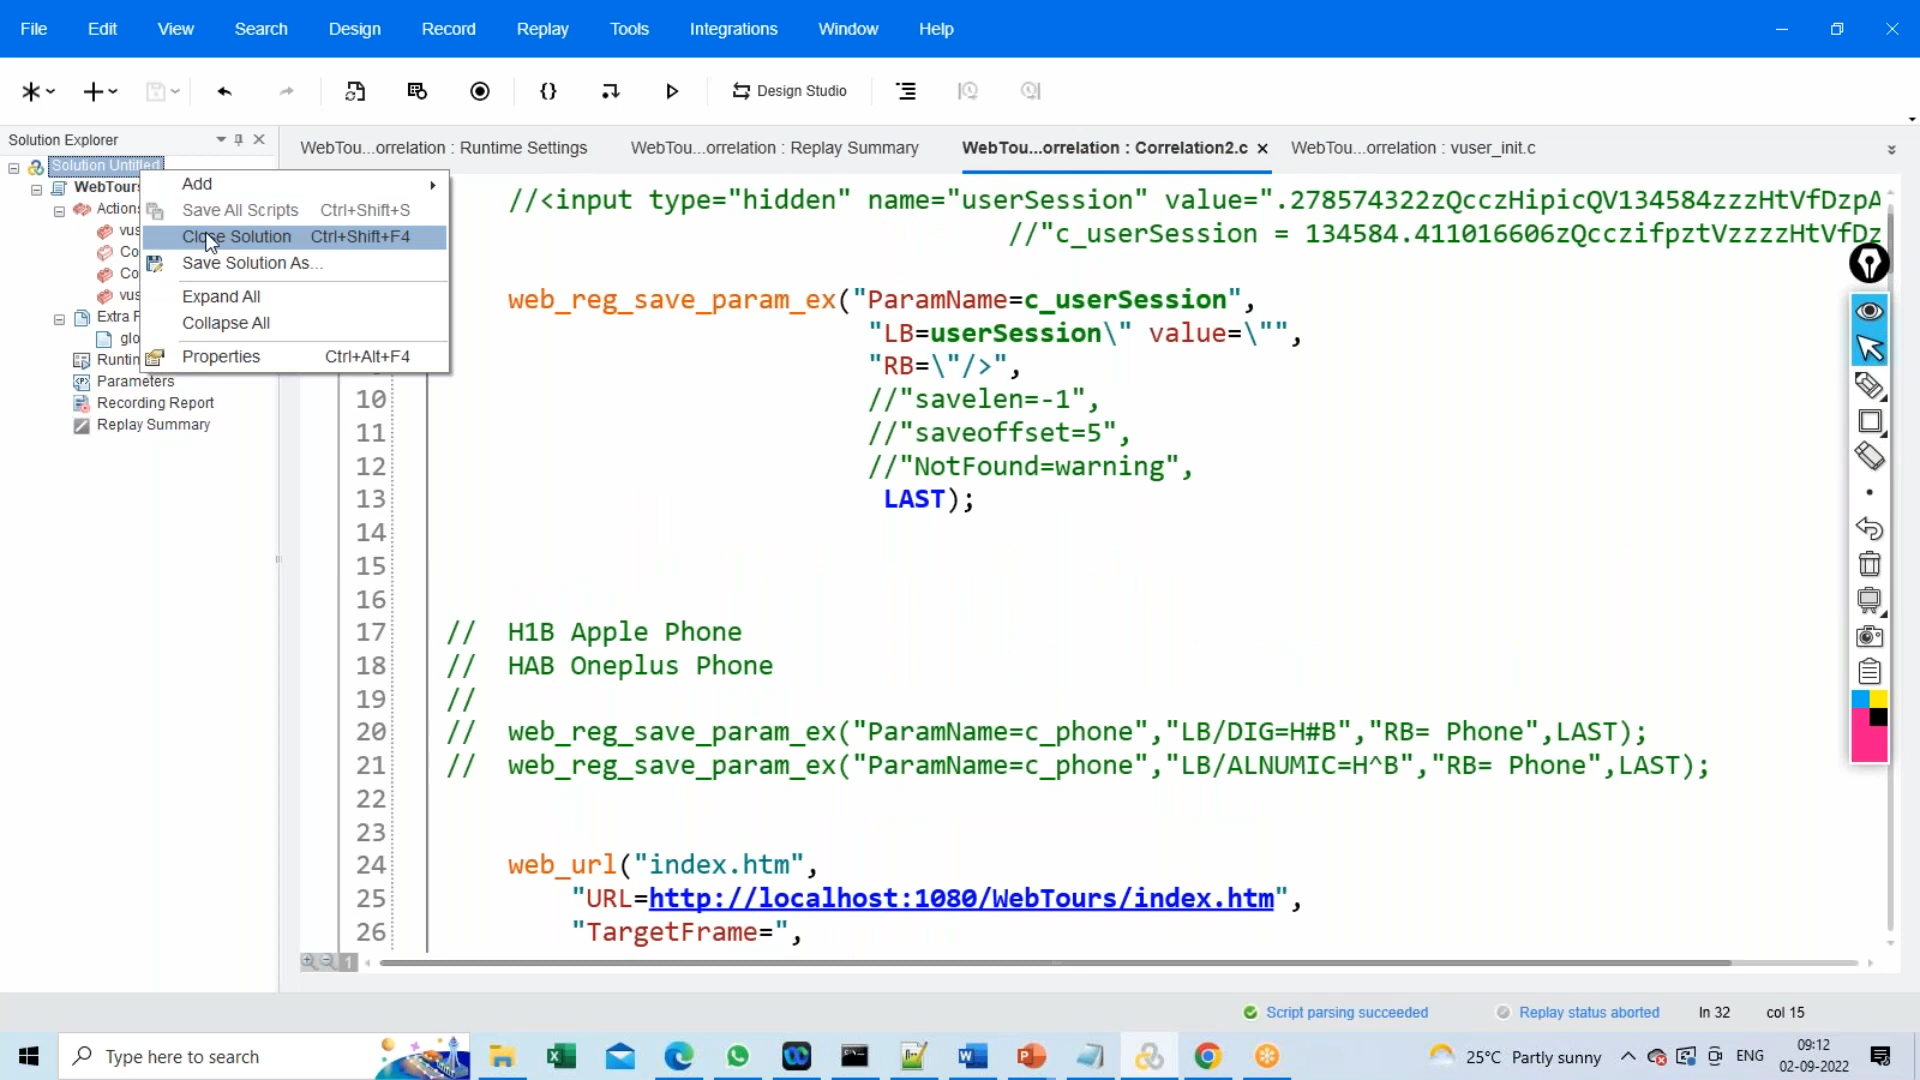 File Edit View Search Design Record Replay Tools Integrations Window Help
Design Studio
Solution Explorer
WebTou...orrelation : Runtime Settings WebTou...orrelation : Replay Summary WebTou...orrelation : Correlation2.c WebTou...orrelation : vuser_init.c
Solution Untitled
WebTours
Actions
vus
Co
Co
vus
Extra F
glo
Runtin
Parameters
Recording Report
Replay Summary
Add
Save All Scripts Ctrl+Shift+S
Close Solution Ctrl+Shift+F4
Save Solution As...
Expand All
Collapse All
Properties Ctrl+Alt+F4
//<input type="hidden" name="userSession" value=".278574322zQcczHipicQV134584zzzHtVfDzpA
//"c_userSession = 134584.411016606zQcczifpztVzzzzHtVfDz
web_reg_save_param_ex("ParamName=c_userSession",
"LB=userSession\" value=\"",
"RB=\"/>",
10 //"savelen=-1",
11 //"saveoffset=5",
12 //"NotFound=warning",
13 LAST);
14
15
16
17 // H1B Apple Phone
18 // HAB Oneplus Phone
19 //
20 // web_reg_save_param_ex("ParamName=c_phone","LB/DIG=H#B","RB= Phone",LAST);
21 // web_reg_save_param_ex("ParamName=c_phone","LB/ALNUMIC=H^B","RB= Phone",LAST);
22
23
24 web_url("index.htm",
25 "URL=http://localhost:1080/WebTours/index.htm",
26 "TargetFrame=",
1
Script parsing succeeded Replay status aborted ln 32 col 15
Type here to search
25°C Partly sunny ENG 09:12
02-09-2022